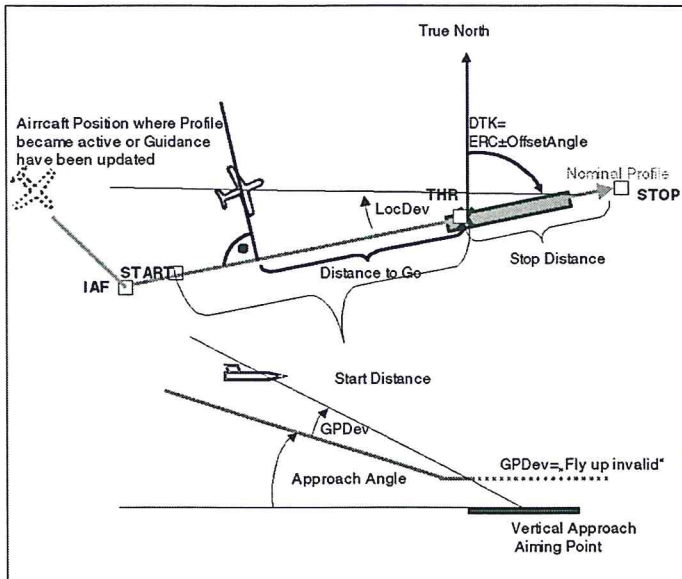 True North
Airrcaft Position where Profile
became active or Guidance
have been updated
DTK=
ERC±OffsetAngle
Nominal Profile
THR
STOP
LocDev
START
IAF
Distance to Go
Stop Distance
Start Distance
GPDev
GPDev=„Fly up invalid“
Approach Angle
Vertical Approach
Aiming Point